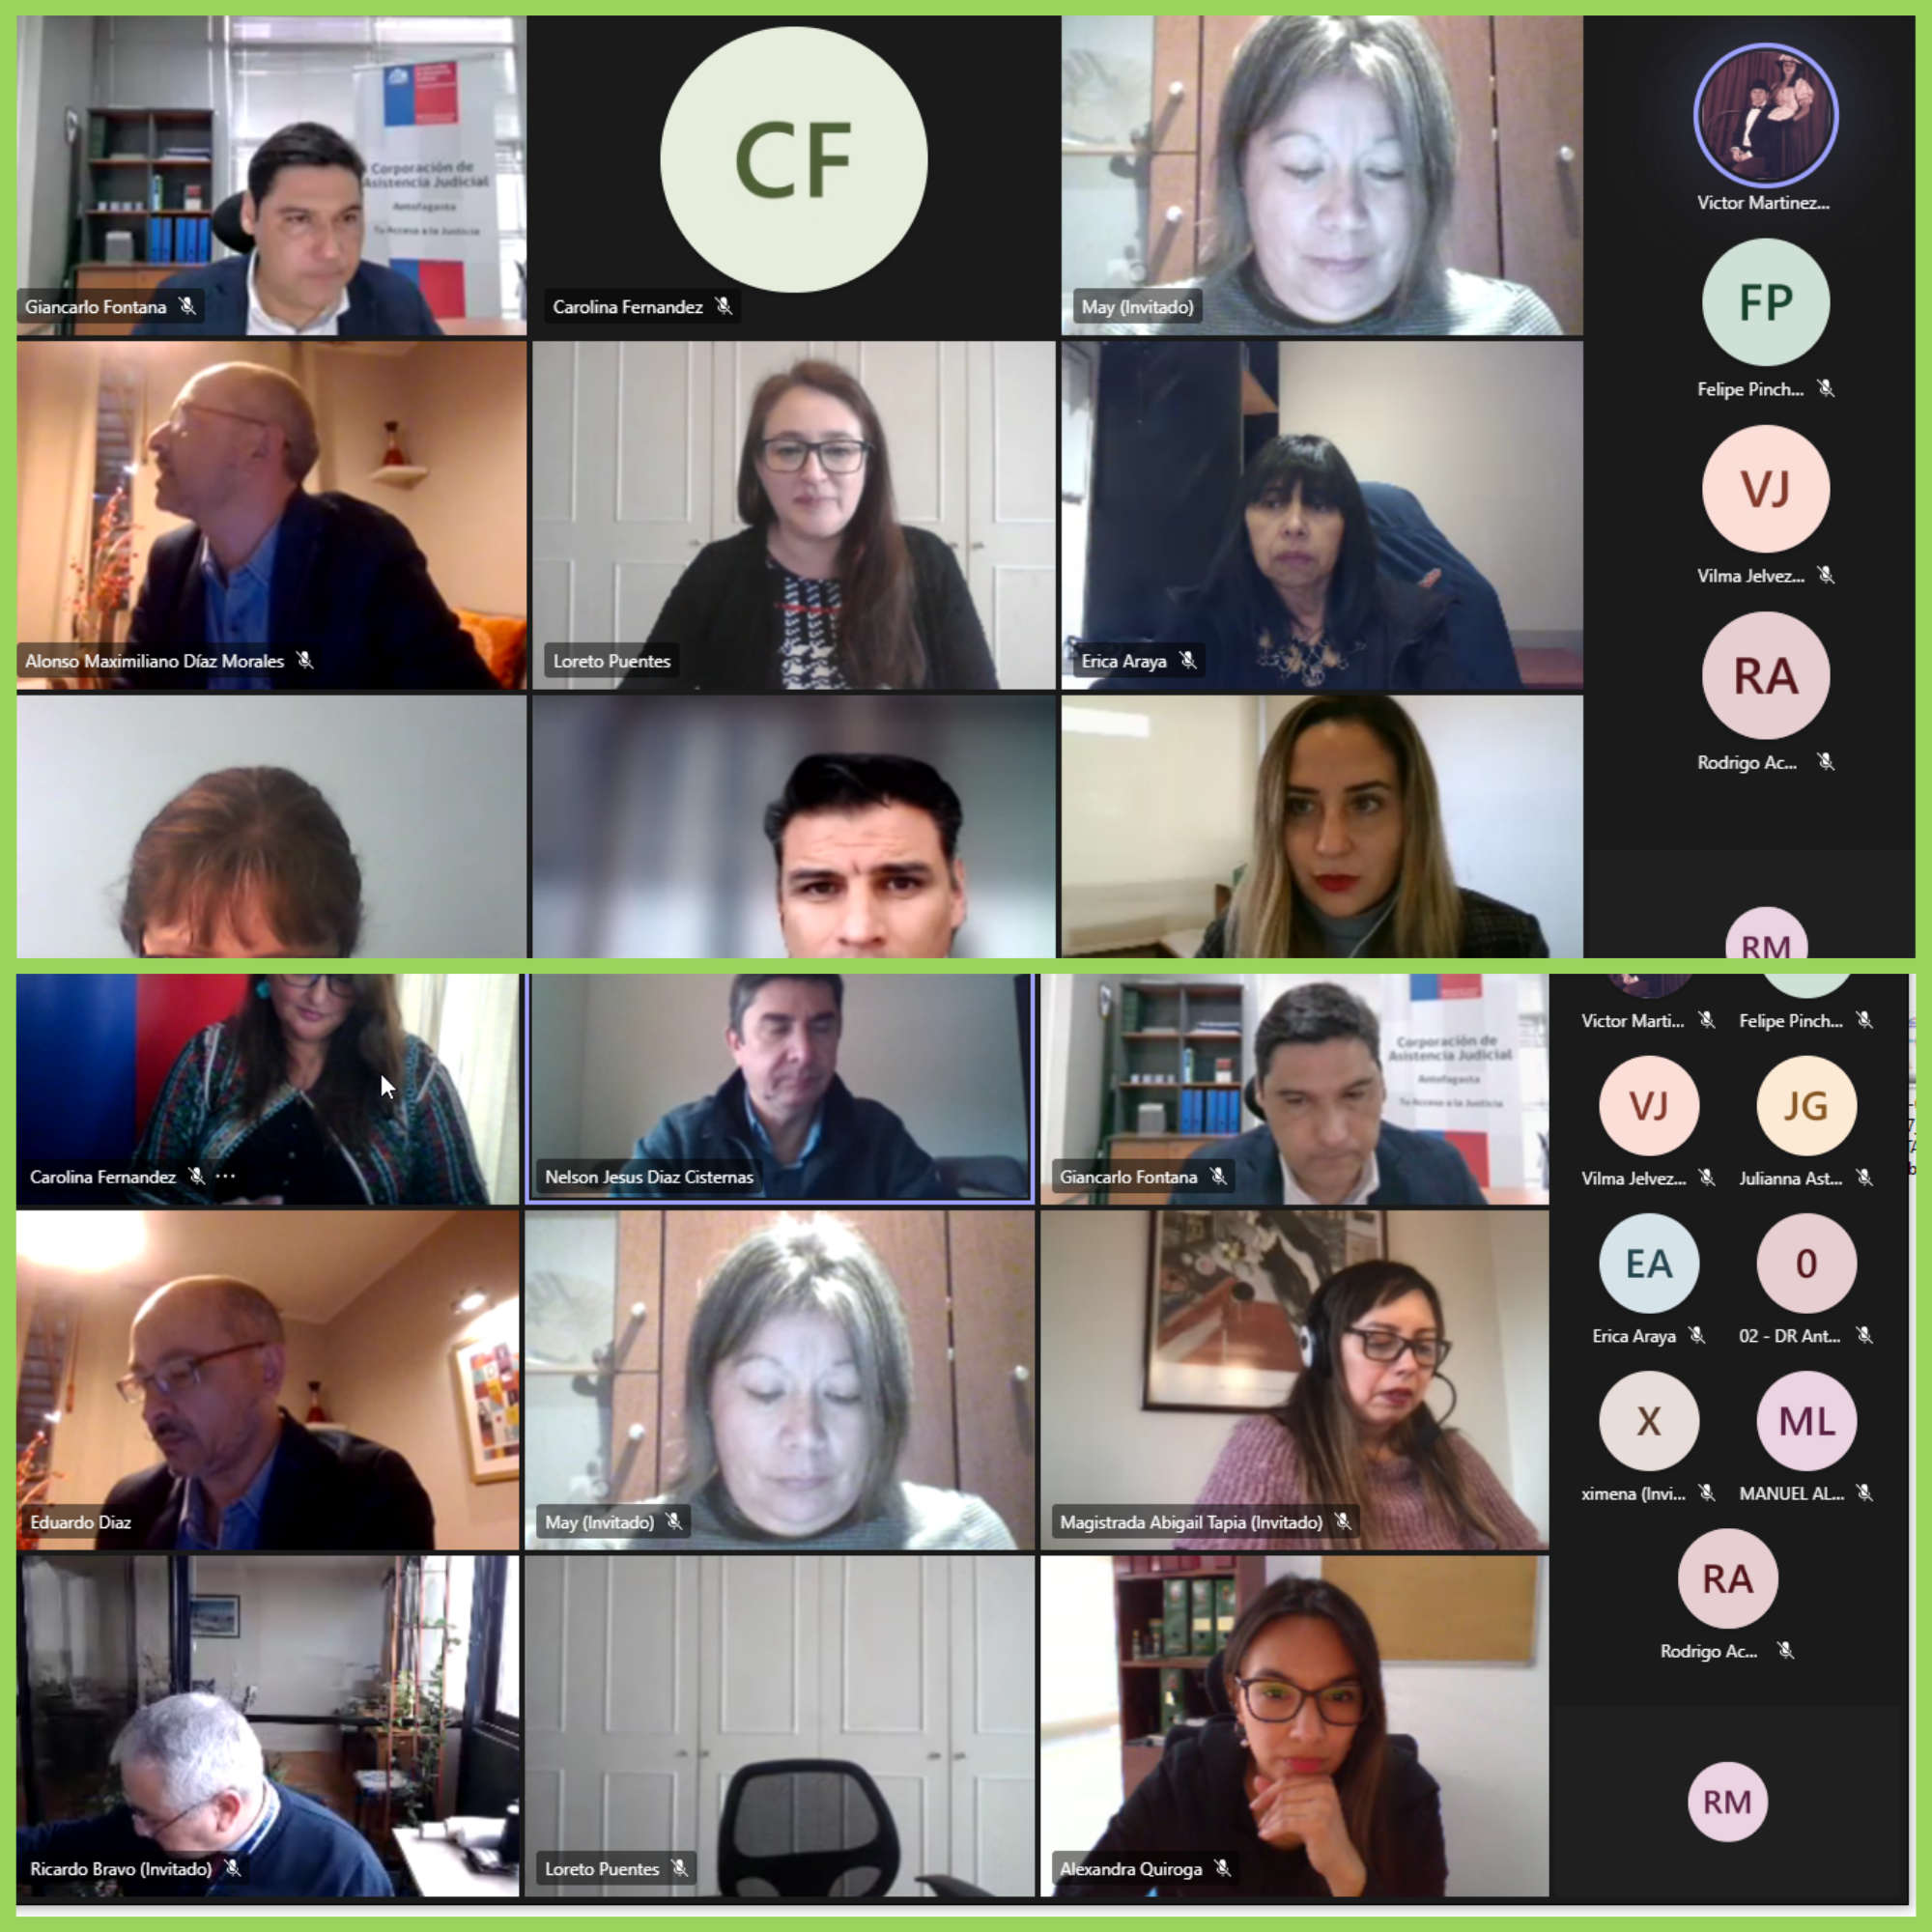 Corporación de
Asistencia Judicial
Antofagasta
Tu Acceso a la Justicia
Giancarlo Fontana
CF
Carolina Fernandez
May (Invitado)
Victor Martinez...
FP
Felipe Pinch...
VJ
Vilma Jelvez...
RA
Rodrigo Ac...
RM
Alonso Maximiliano Díaz Morales
Loreto Puentes
Erica Araya
Carolina Fernandez
Nelson Jesus Diaz Cisternas
Corporación de
Asistencia Judicial
Antofagasta
Tu Acceso a la Justicia
Giancarlo Fontana
Eduardo Diaz
May (Invitado)
Magistrada Abigail Tapia (Invitado)
Ricardo Bravo (Invitado)
Loreto Puentes
Alexandra Quiroga
Victor Marti...
Felipe Pinch...
VJ
JG
Vilma Jelvez...
Julianna Ast...
EA
0
Erica Araya
02 - DR Ant...
X
ML
ximena (Invi...
MANUEL AL...
RA
Rodrigo Ac...
RM